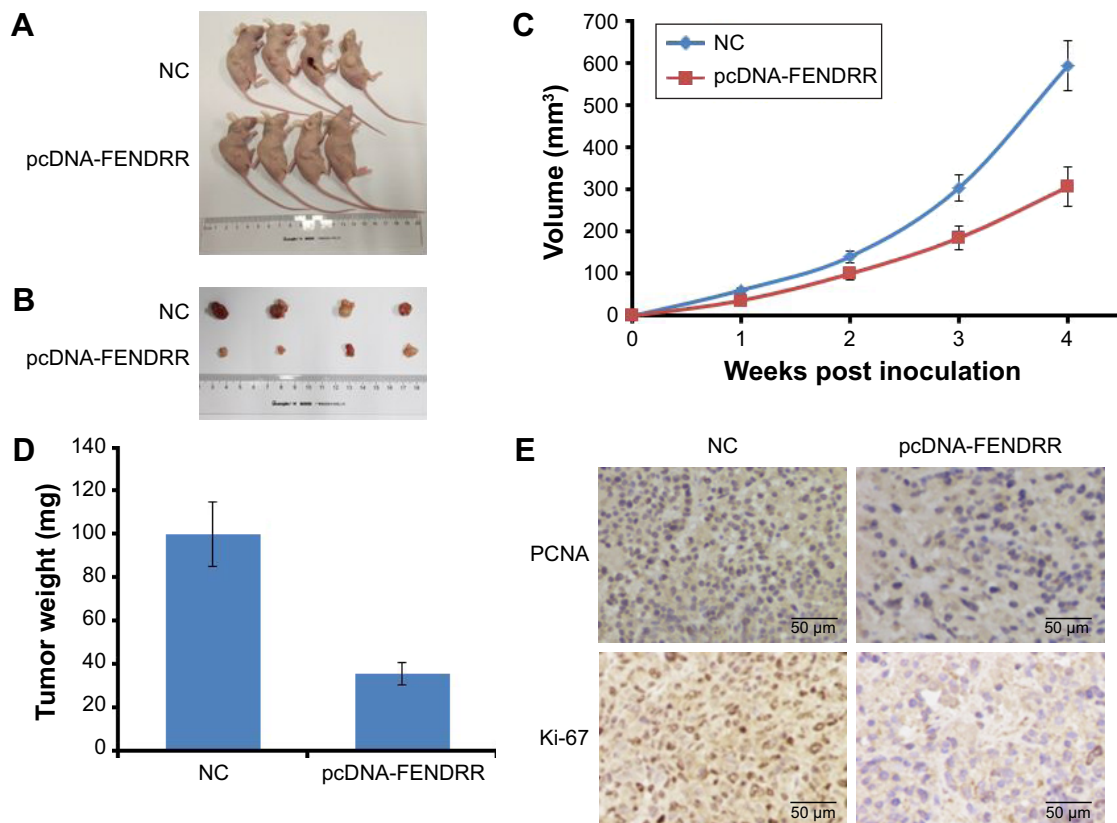 A
NC
pcDNA-FENDRR
B
NC
pcDNA-FENDRR
C
NC
pcDNA-FENDRR
Volume (mm³)
700
600
500
400
300
200
100
0
0 1 2 3 4
Weeks post inoculation
D
Tumor weight (mg)
140
120
100
80
60
40
20
0
NC pcDNA-FENDRR
E
NC pcDNA-FENDRR
PCNA
50 µm 50 µm
Ki-67
50 µm 50 µm